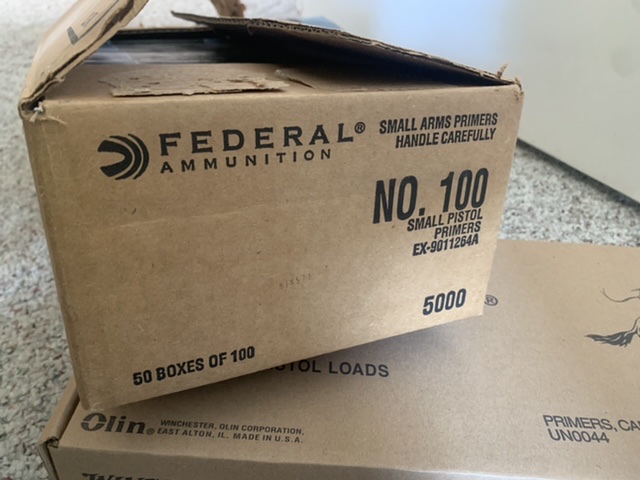 FEDERAL®
AMMUNITION
SMALL ARMS PRIMERS
HANDLE CAREFULLY
NO. 100
SMALL PISTOL
PRIMERS
EX-9011264A
5000
50 BOXES OF 100
®
PISTOL LOADS
Olin®
WINCHESTER, OLIN CORPORATION,
EAST ALTON, IL. MADE IN U.S.A.
PRIMERS, CA
UN0044